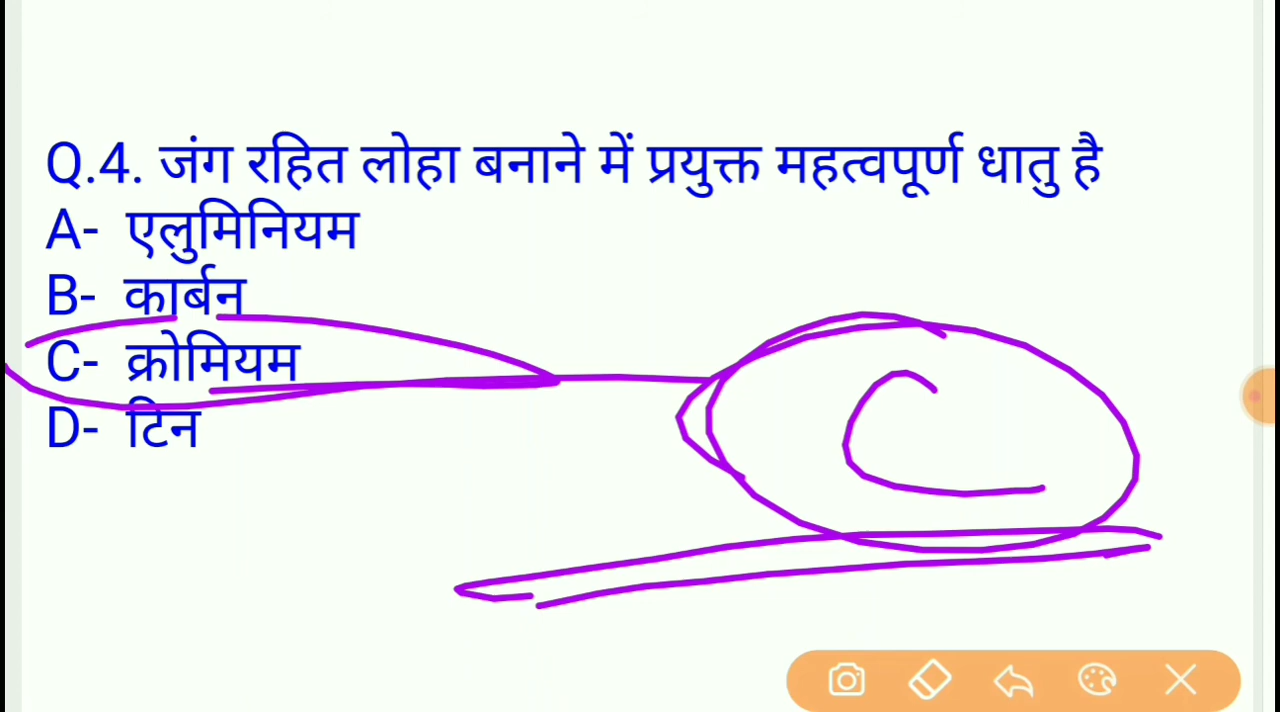 Q.4. जंग रहित लोहा बनाने में प्रयुक्त महत्वपूर्ण धातु है
A- एलुमिनियम
B- कार्बन
C- क्रोमियम
D- टिन
C